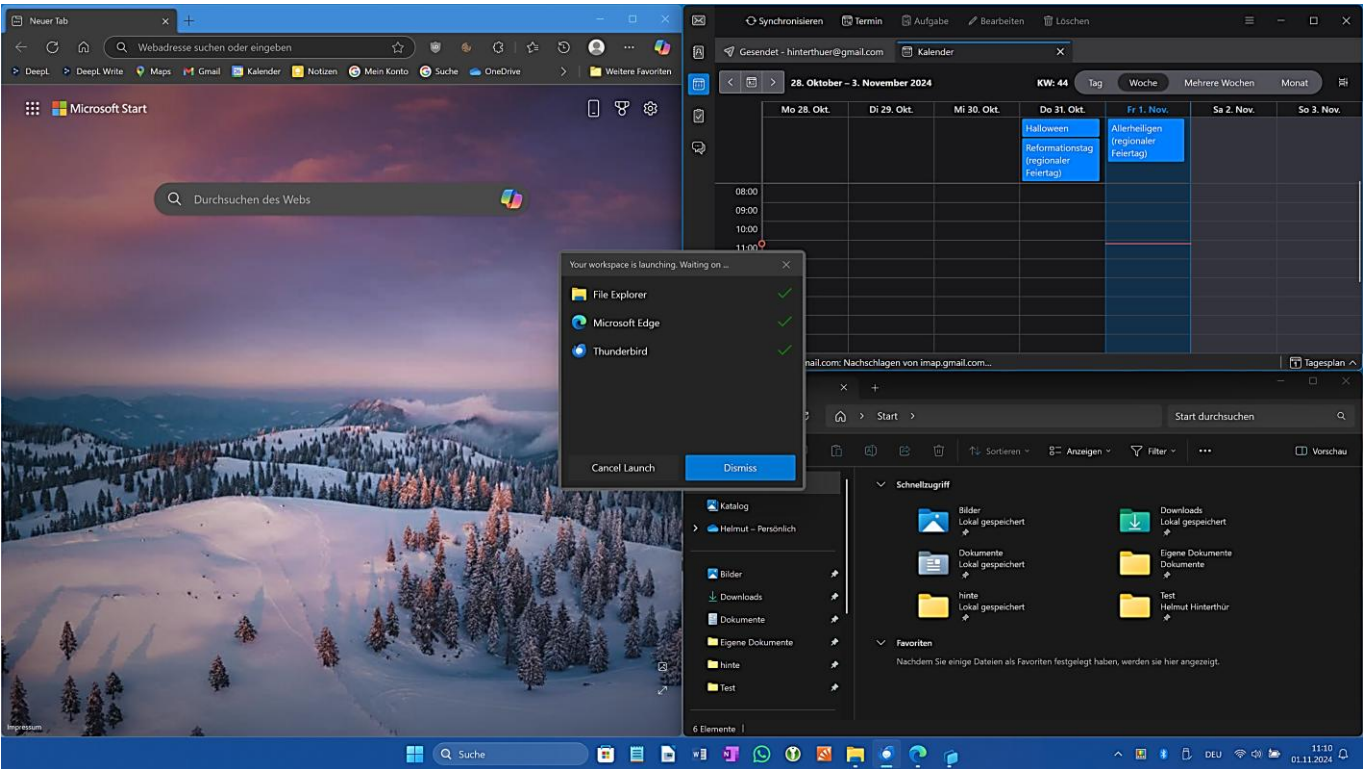 Neuer Tab
Webadresse suchen oder eingeben
DeepL
DeepL Write
Maps
Gmail
Kalender
Notizen
Mein Konto
Suche
OneDrive
Weitere Favoriten
Microsoft Start
Durchsuchen des Webs
Impressum
Synchronisieren
Termin
Aufgabe
Bearbeiten
Löschen
Gesendet - hinterthuer@gmail.com
Kalender
28. Oktober – 3. November 2024
KW: 44
Tag
Woche
Mehrere Wochen
Monat
Mo 28. Okt.
Di 29. Okt.
Mi 30. Okt.
Do 31. Okt.
Fr 1. Nov.
Sa 2. Nov.
So 3. Nov.
Halloween
Reformationstag
(regionaler
Feiertag)
Allerheiligen
(regionaler
Feiertag)
08:00
09:00
10:00
11:00
mail.com: Nachschlagen von imap.gmail.com...
Tagesplan
Your workspace is launching. Waiting on ...
File Explorer
Microsoft Edge
Thunderbird
Cancel Launch
Dismiss
Start
Start durchsuchen
Sortieren
Anzeigen
Filter
Vorschau
Katalog
Helmut – Persönlich
Bilder
Downloads
Dokumente
Eigene Dokumente
hinte
Test
Schnellzugriff
Bilder
Lokal gespeichert
Downloads
Lokal gespeichert
Dokumente
Lokal gespeichert
Eigene Dokumente
Dokumente
hinte
Lokal gespeichert
Test
Helmut Hinterthür
Favoriten
Nachdem Sie einige Dateien als Favoriten festgelegt haben, werden sie hier angezeigt.
6 Elemente
Suche
DEU
11:10
01.11.2024